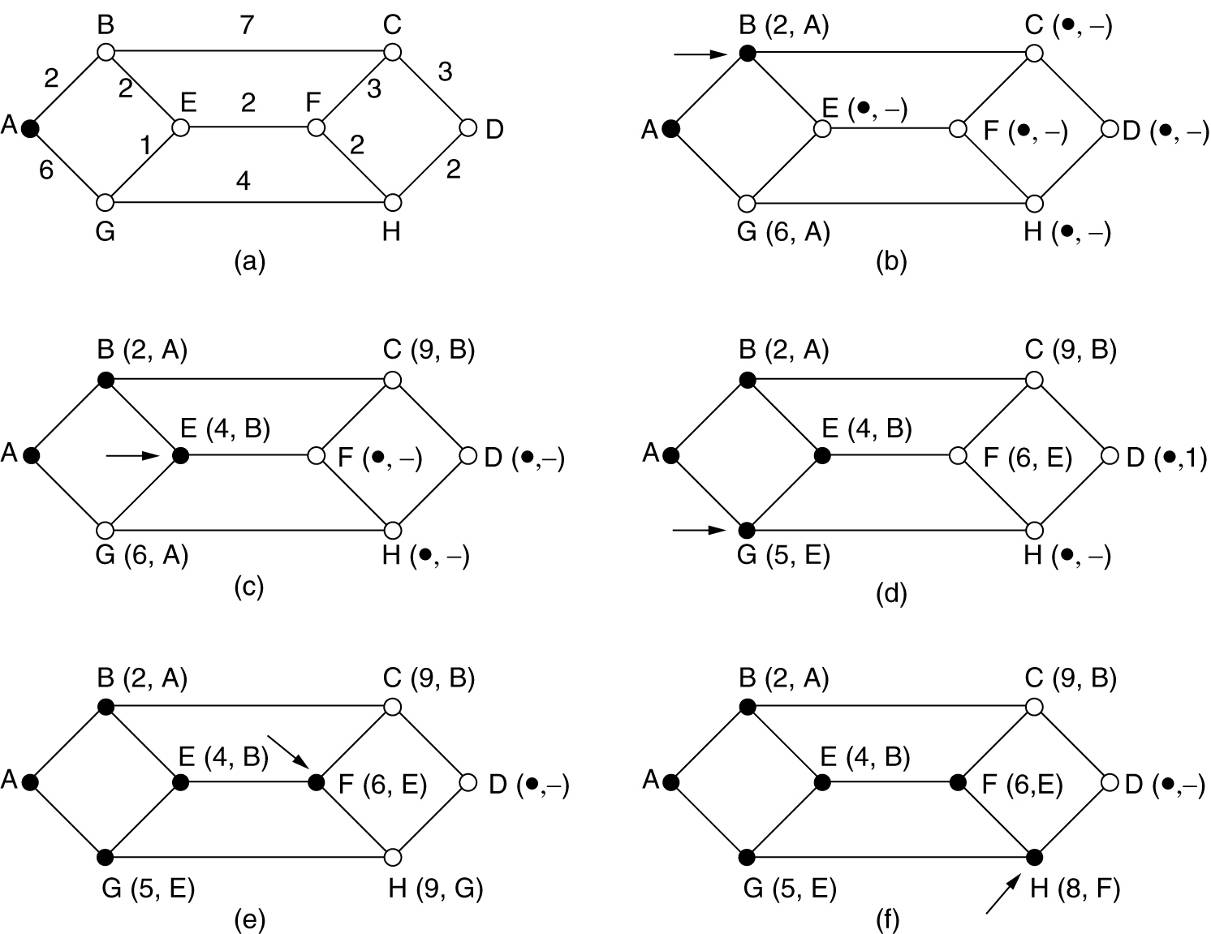 B 7 C
2 2 3 3
A E 2 F D
6 1 2 2
4
G H
(a)
B (2, A) C (●, –)
A E (●, –) F (●, –) D (●, –)
G (6, A) H (●, –)
(b)
B (2, A) C (9, B)
E (4, B)
A F (●, –) D (●,–)
G (6, A) H (●, –)
(c)
B (2, A) C (9, B)
E (4, B)
A F (6, E) D (●,1)
G (5, E) H (●, –)
(d)
B (2, A) C (9, B)
E (4, B)
A F (6, E) D (●,–)
G (5, E) H (9, G)
(e)
B (2, A) C (9, B)
E (4, B)
A F (6,E) D (●,–)
G (5, E) H (8, F)
(f)